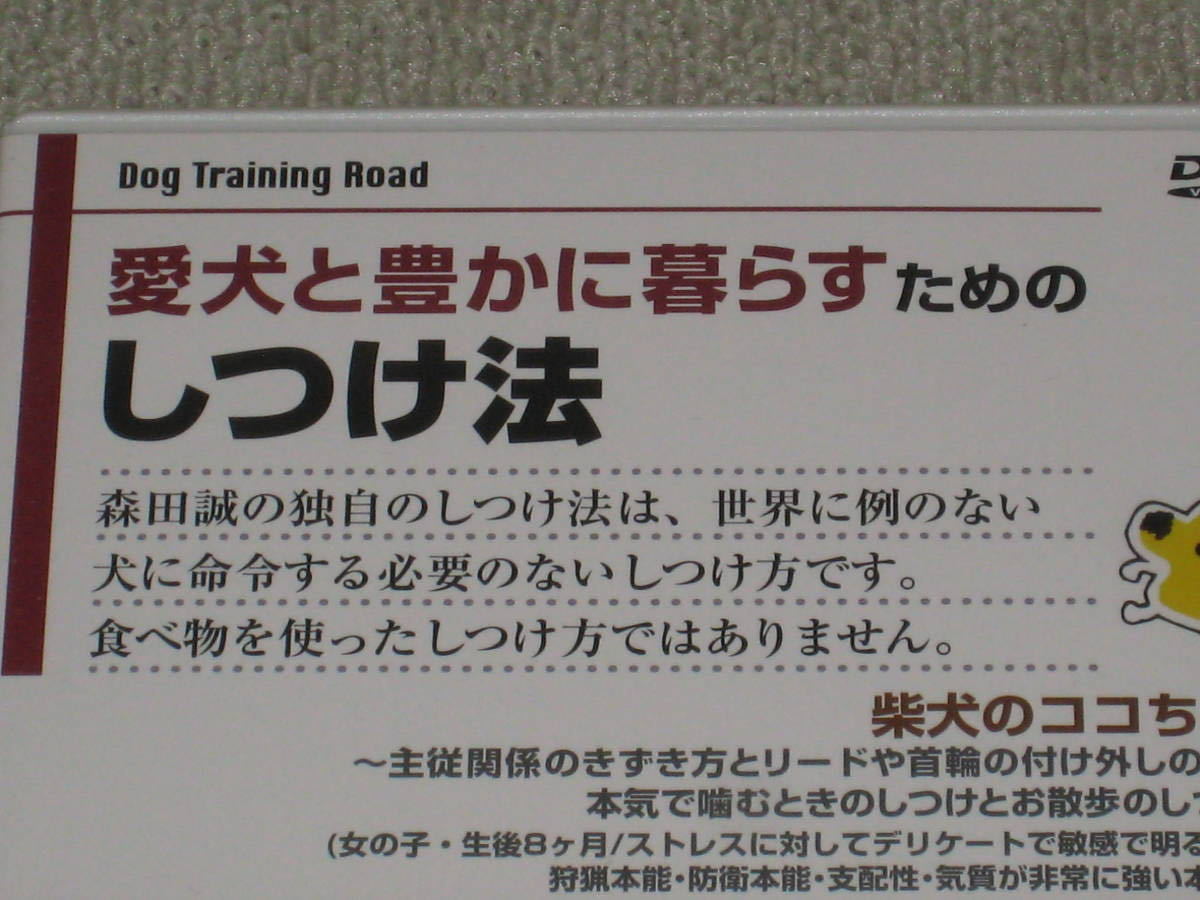 Dog Training Road
愛犬と豊かに暮らすための
しつけ法
森田誠の独自のしつけ法は、世界に例のない
犬に命令する必要のないしつけ方です。
食べ物を使ったしつけ方ではありません。
柴犬のココち
～主従関係のきずき方とリードや首輪の付け外しの
本気で噛むときのしつけとお散歩のし
(女の子・生後8ヶ月/ストレスに対してデリケートで敏感で明る
狩猟本能・防衛本能・支配性・気質が非常に強い